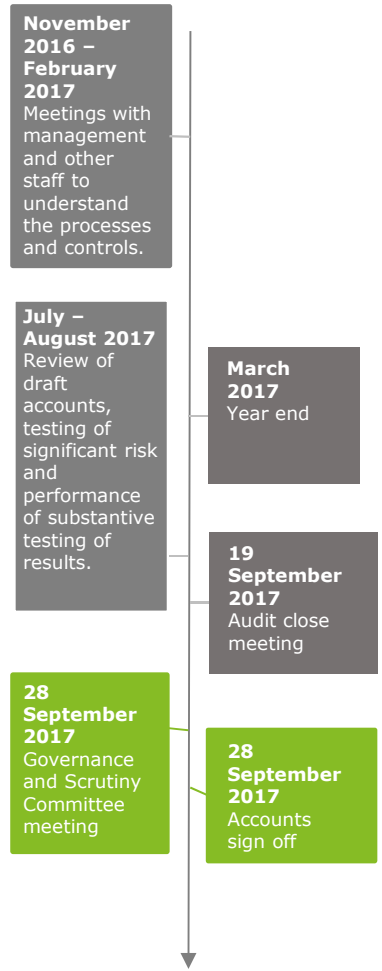 November
2016 –
February
2017
Meetings with
management
and other
staff to
understand
the processes
and controls.
July –
August 2017
Review of
draft
accounts,
testing of
significant risk
and
performance
of substantive
testing of
results.
March
2017
Year end
19
September
2017
Audit close
meeting
28
September
2017
Governance
and Scrutiny
Committee
meeting
28
September
2017
Accounts
sign off